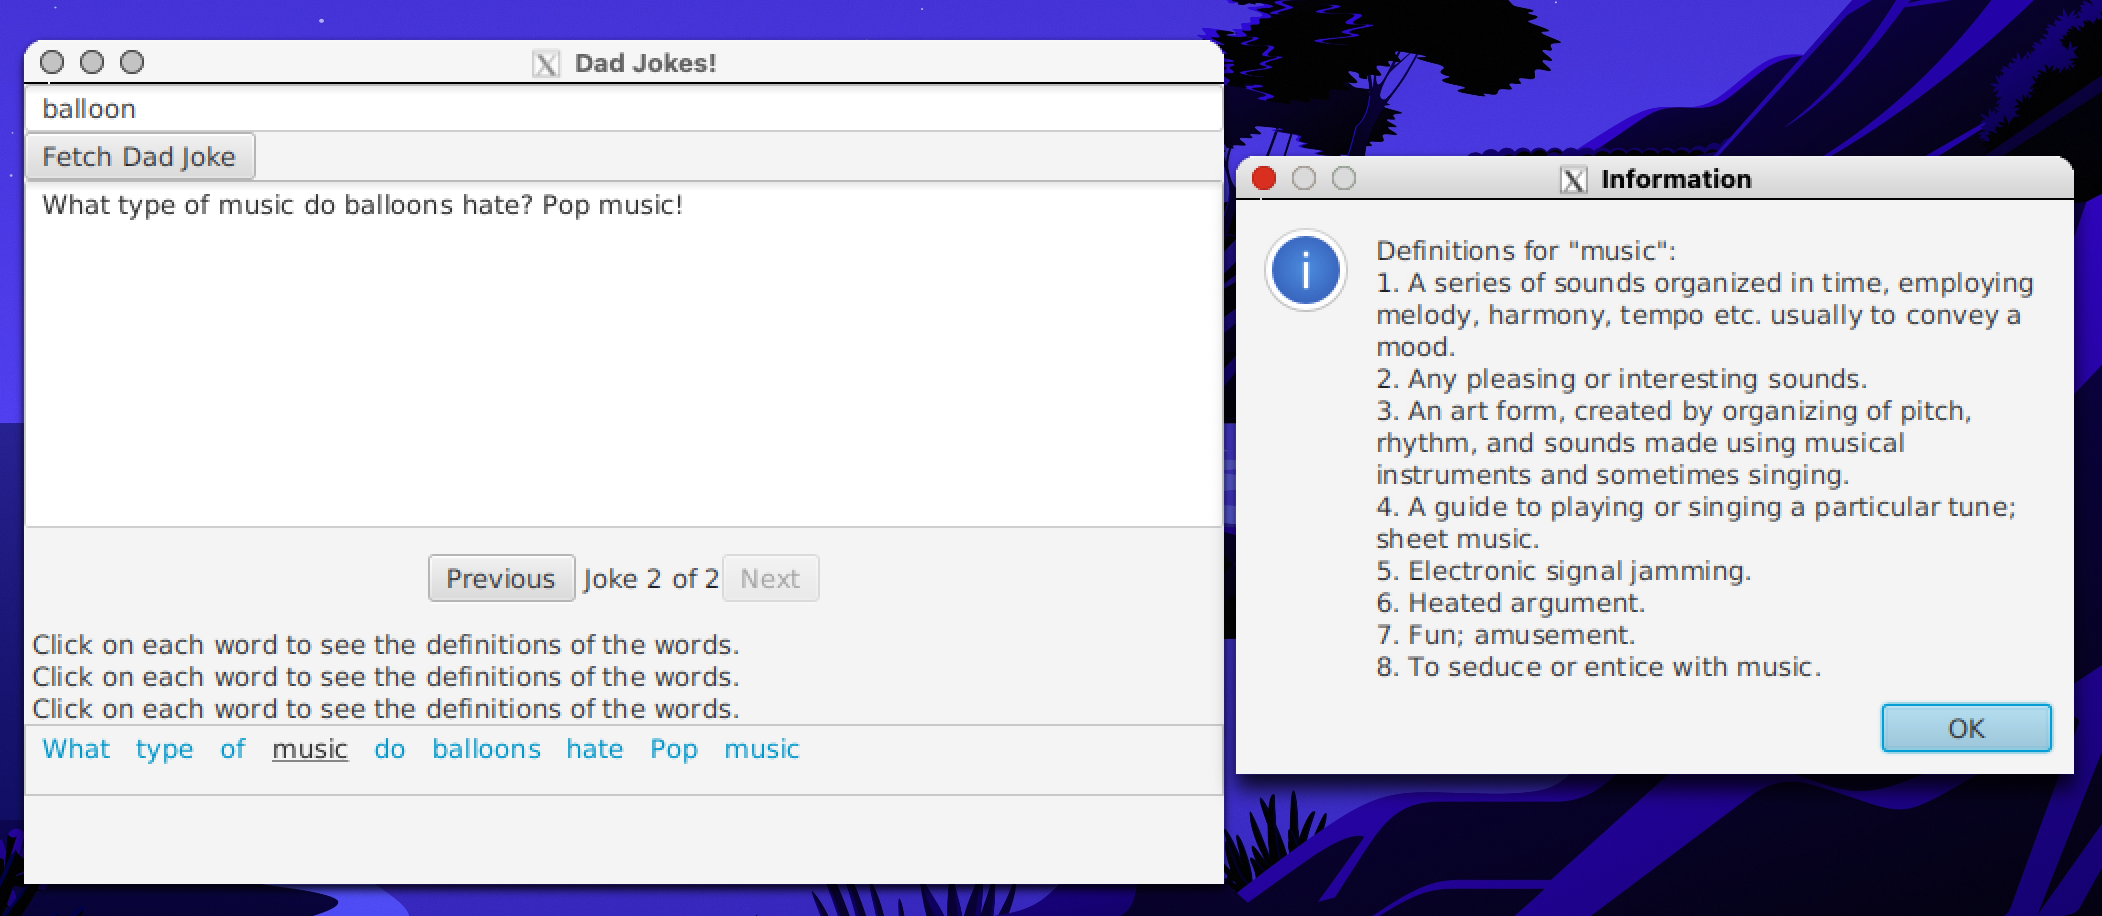 Dad Jokes!
balloon
Fetch Dad Joke
What type of music do balloons hate? Pop music!
Previous Joke 2 of 2 Next
Click on each word to see the definitions of the words.
Click on each word to see the definitions of the words.
Click on each word to see the definitions of the words.
What type of music do balloons hate Pop music
Information
Definitions for "music":
1. A series of sounds organized in time, employing
melody, harmony, tempo etc. usually to convey a
mood.
2. Any pleasing or interesting sounds.
3. An art form, created by organizing of pitch,
rhythm, and sounds made using musical
instruments and sometimes singing.
4. A guide to playing or singing a particular tune;
sheet music.
5. Electronic signal jamming.
6. Heated argument.
7. Fun; amusement.
8. To seduce or entice with music.
OK